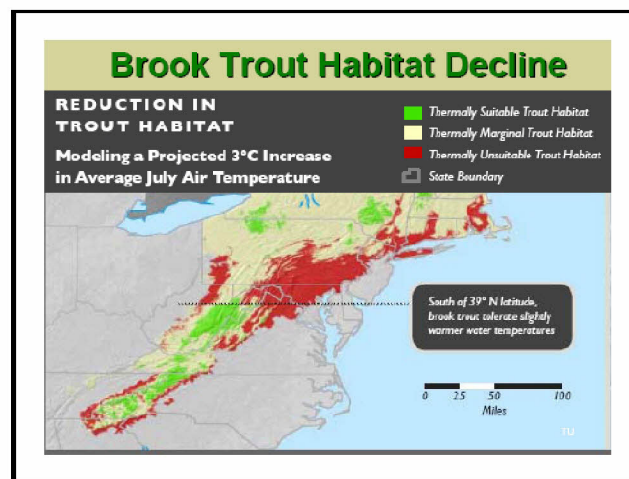 Brook Trout Habitat Decline
REDUCTION IN
TROUT HABITAT
Modeling a Projected 3°C Increase
in Average July Air Temperature
Thermally Suitable Trout Habitat
Thermally Marginal Trout Habitat
Thermally Unsuitable Trout Habitat
State Boundary
South of 39° N latitude,
brook trout tolerate slightly
warmer water temperatures
0 25 50 100
Miles
TU